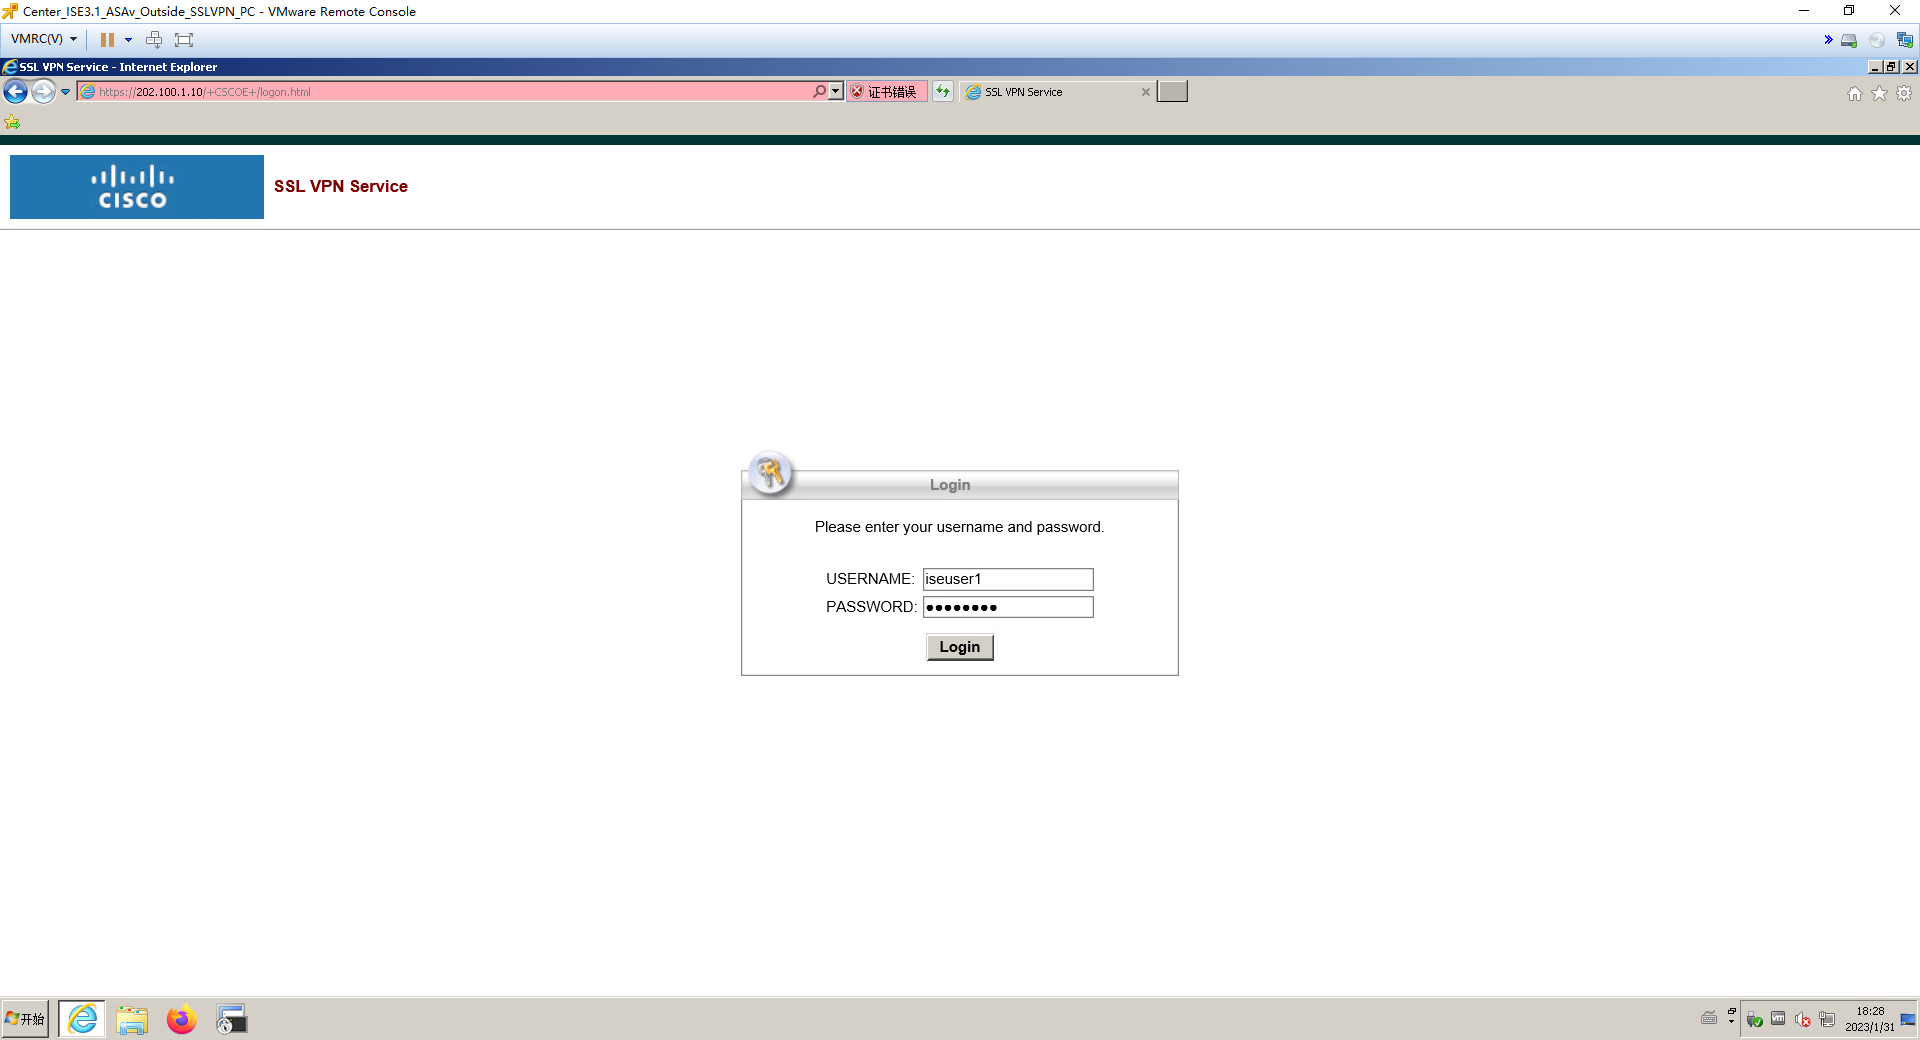 Center_ISE3.1_ASAv_Outside_SSLVPN_PC - VMware Remote Console
VMRC(V)
SSL VPN Service - Internet Explorer
https://202.100.1.10/+CSCOE+/logon.html
证书错误
SSL VPN Service
CISCO
SSL VPN Service
Login
Please enter your username and password.
USERNAME: iseuser1
PASSWORD: ●●●●●●●●
Login
开始
vm
18:28
2023/1/31